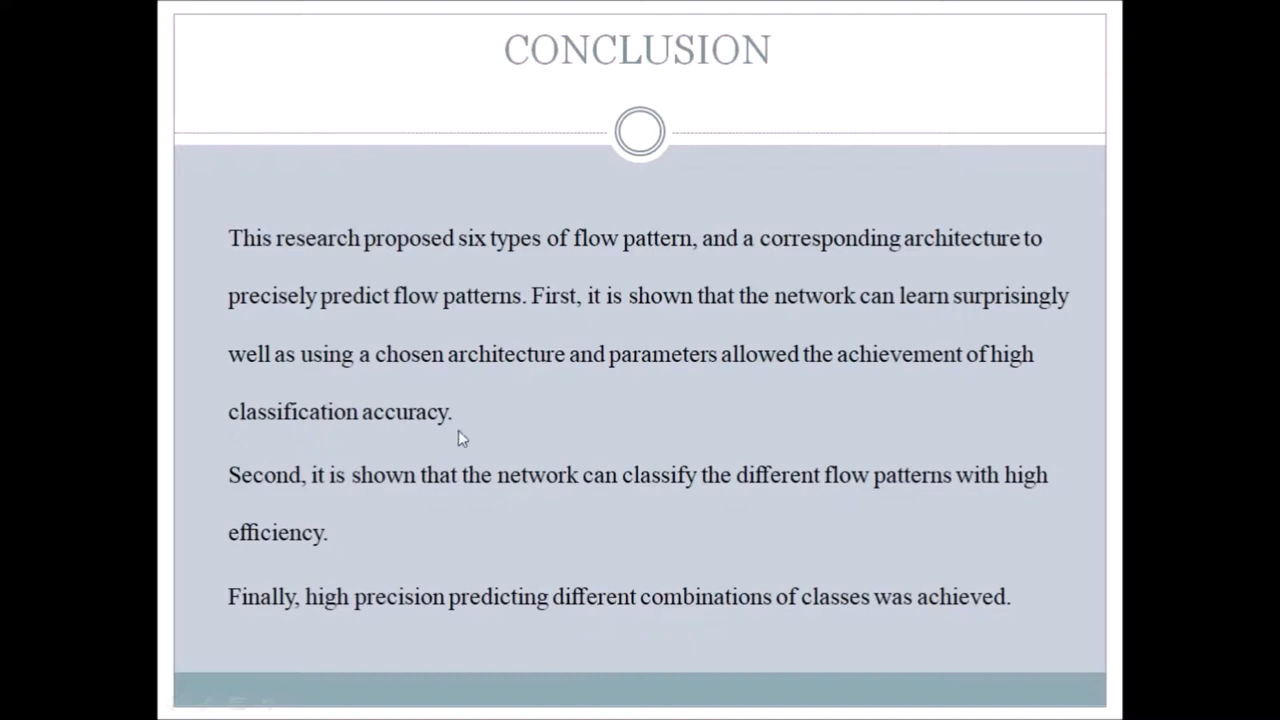 CONCLUSION
This research proposed six types of flow pattern, and a corresponding architecture to
precisely predict flow patterns. First, it is shown that the network can learn surprisingly
well as using a chosen architecture and parameters allowed the achievement of high
classification accuracy.
Second, it is shown that the network can classify the different flow patterns with high
efficiency.
Finally, high precision predicting different combinations of classes was achieved.